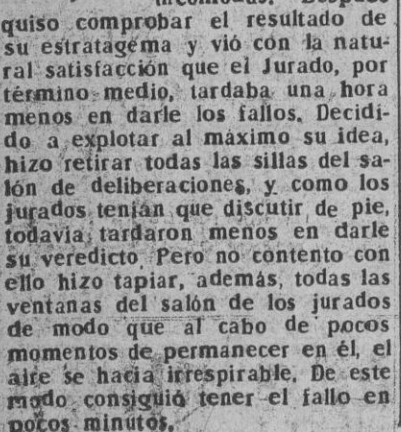 quiso comprobar el resultado de
su estratagema y vió con la natu-
ral satisfacción que el Jurado, por
término medio, tardaba una hora
menos en darle los fallos. Decidi-
do a explotar al máximo su idea,
hizo retirar todas las sillas del sa-
lón de deliberaciones, y como los
jurados tenían que discutir de pie,
todavía tardaron menos en darle
su veredicto Pero no contento con
ello hizo tapiar, además, todas las
ventanas del salón de los jurados
de modo que al cabo de pocos
momentos de permanecer en él, el
aire se hacía irrespirable. De este
modo consiguió tener el fallo en
pocos minutos.